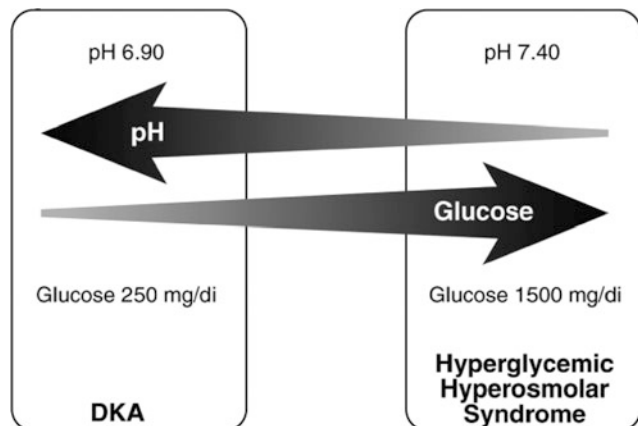 pH 6.90
pH 7.40
pH
Glucose
Glucose 250 mg/di
Glucose 1500 mg/di
DKA
Hyperglycemic
Hyperosmolar
Syndrome